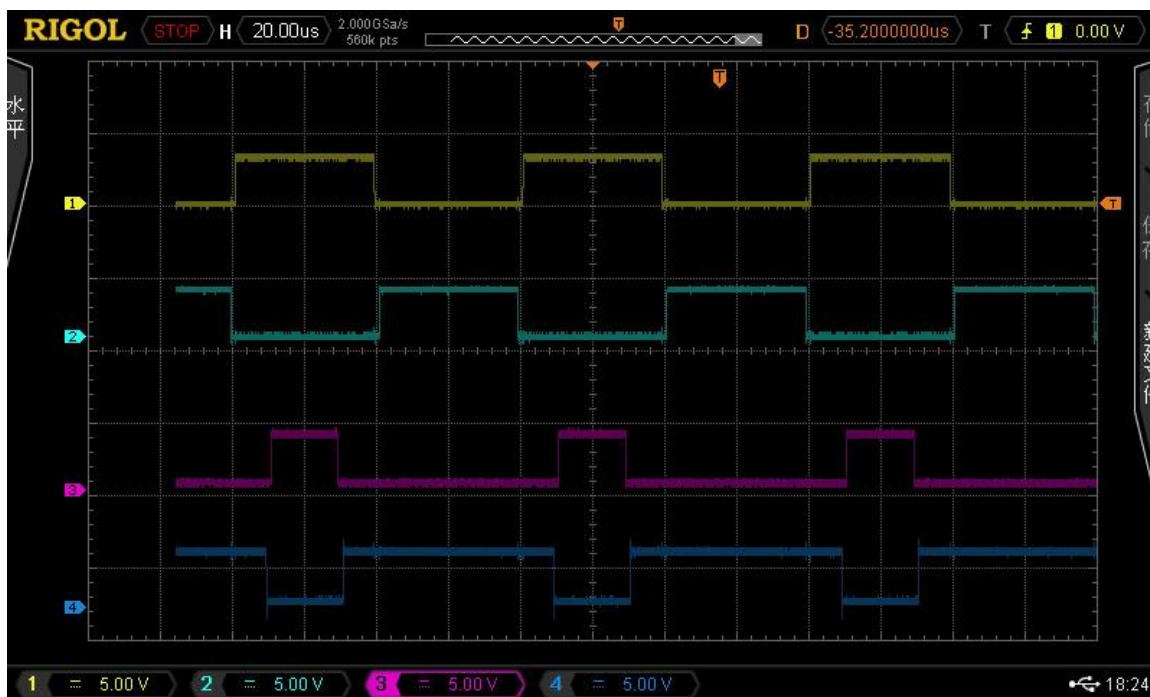 RIGOL STOP H 20.00us 2.000GSa/s 560k pts D -35.2000000us T 1 0.00 V
T
T
水平
1
T
2
3
4
1 5.00 V 2 5.00 V 3 5.00 V 4 5.00 V 18:24